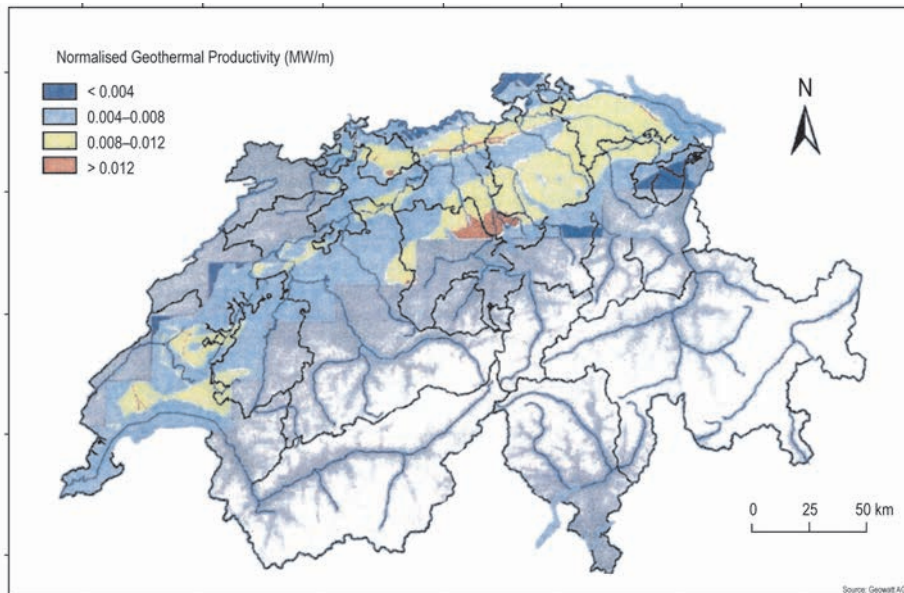 Normalised Geothermal Productivity (MW/m)
< 0.004
0.004–0.008
0.008–0.012
> 0.012
N
0 25 50 km
Source: Geowatt AG